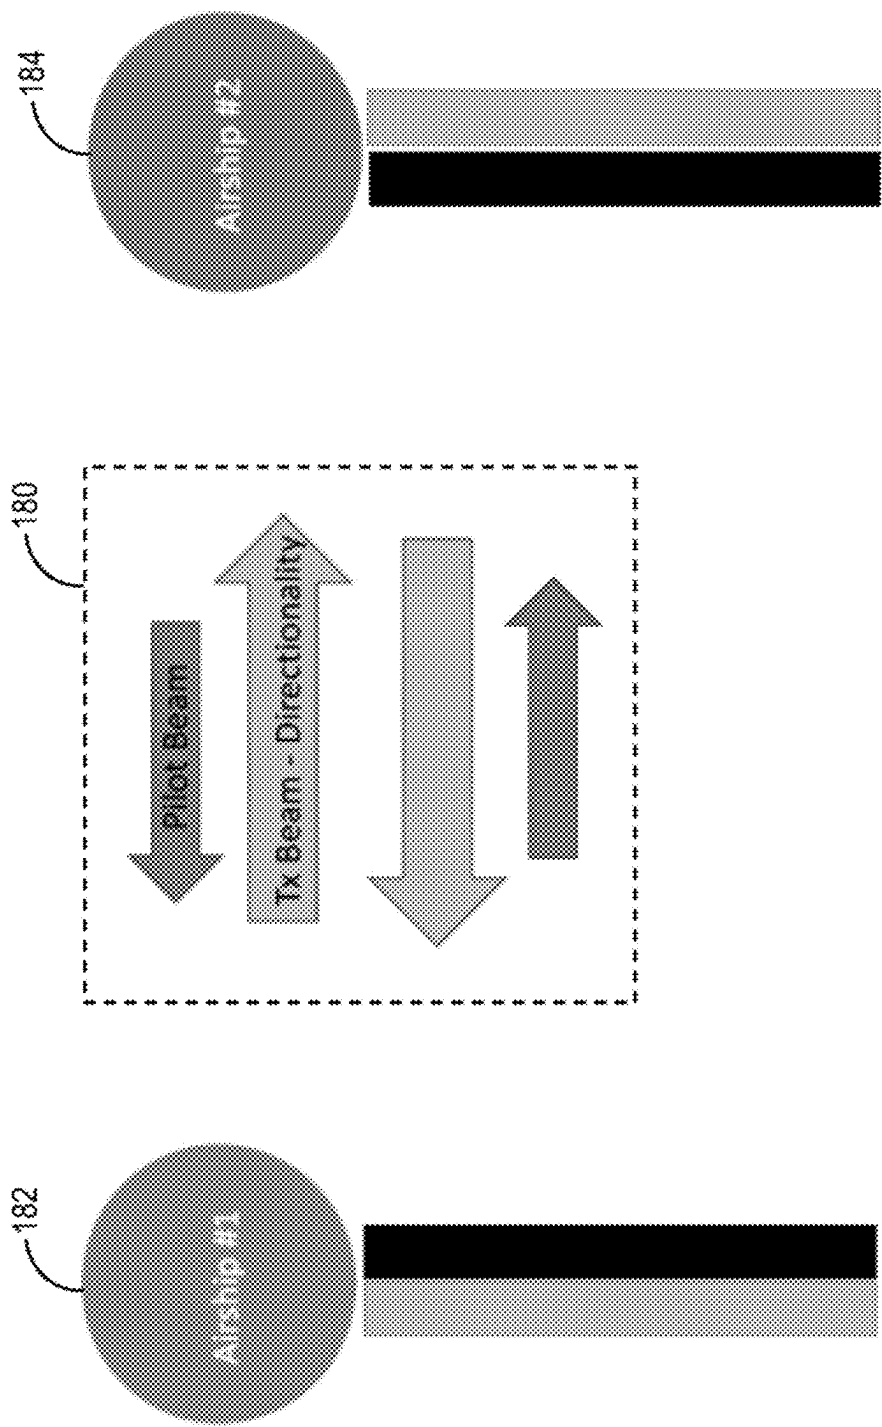 182
Airship #1
180
Pilot Beam
Tx Beam - Directionality
184
Airship #2